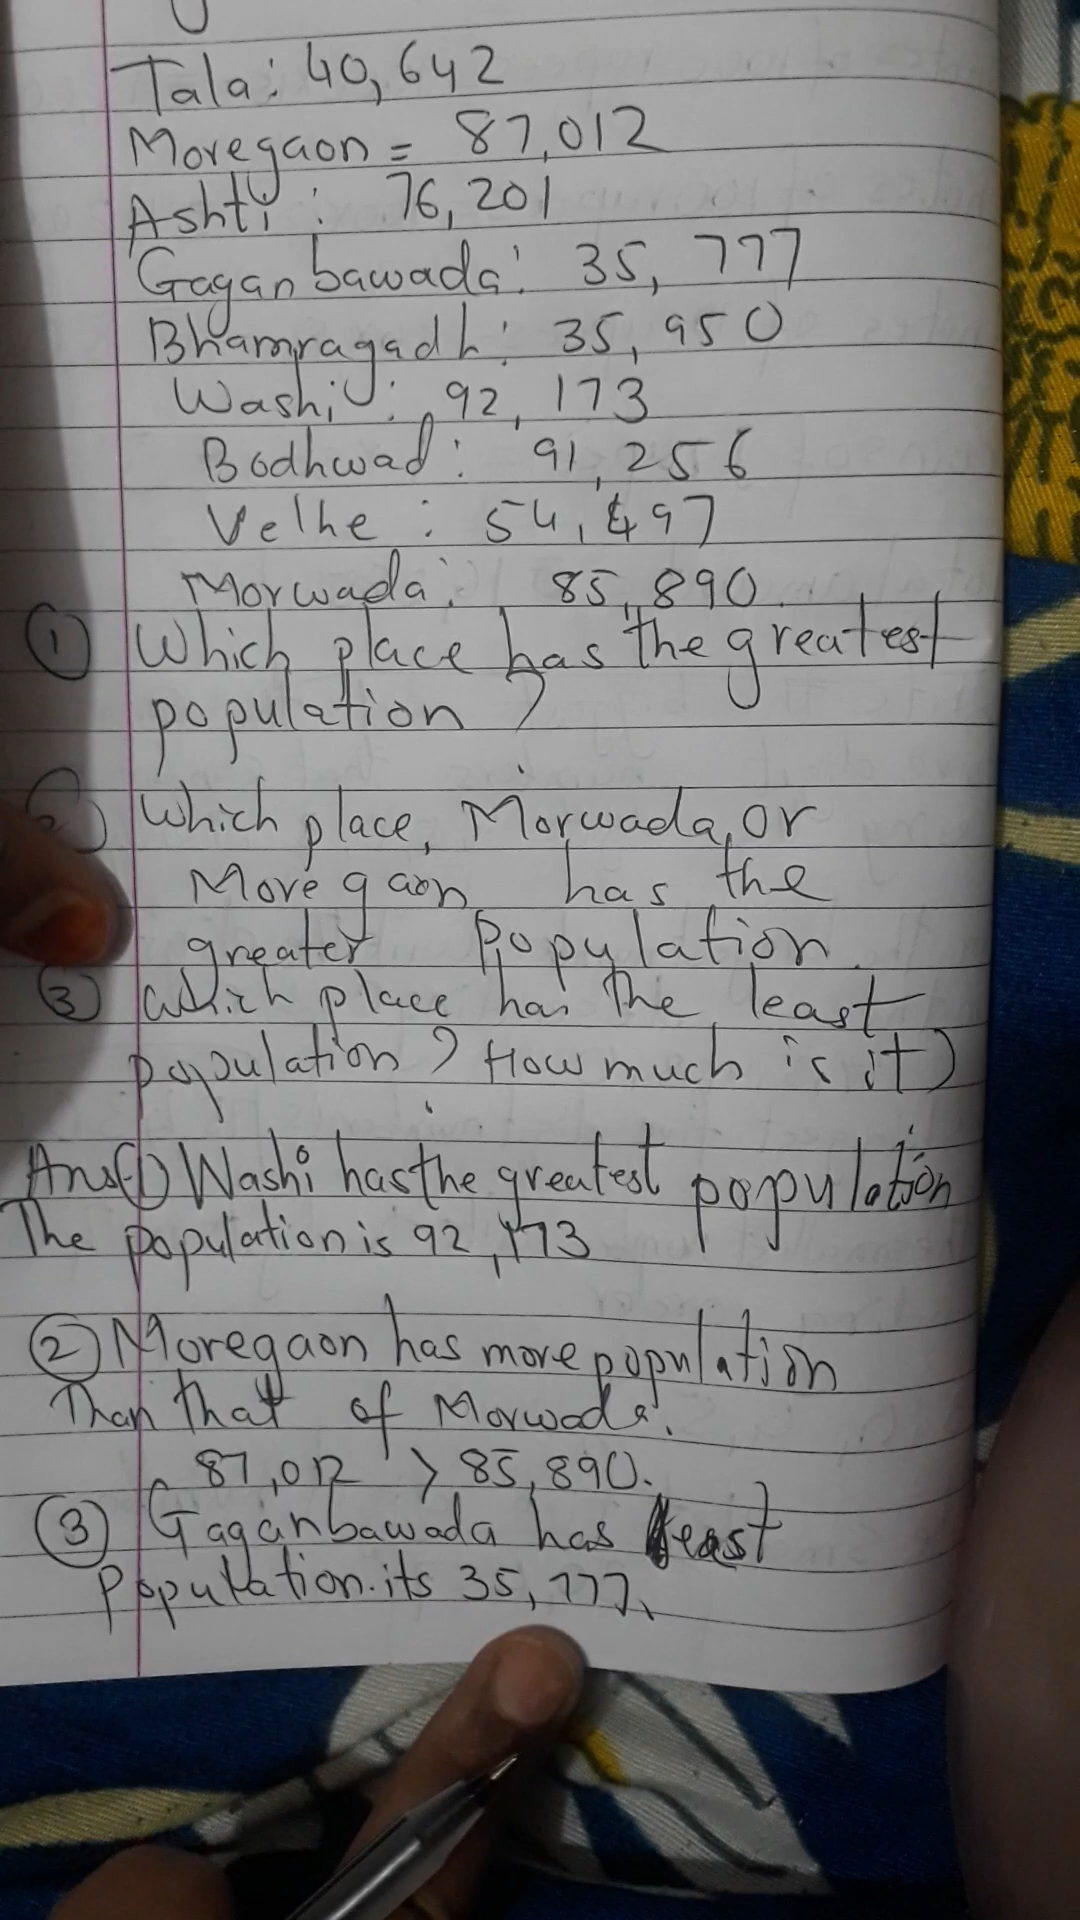 Tala: 40,642
Moregaon = 87,012
Ashti : 76,201
Gaganbawada: 35, 777
Bhamragadh: 35,950
Washi : 92,173
Bodhwad : 91,256
Velhe : 54,497
Morwada: 85,890
① Which place has the greatest
population ?
② Which place, Morwada, or
Moregaon has the
greater Population.
③ Which place has the least
population ? How much is it)
Ans① Washi has the greatest population
The population is 92,173
② Moregaon has more population
Than that of Morwada.
87,012 > 85,890.
③ Gaganbawada has least
Population.its 35,777.